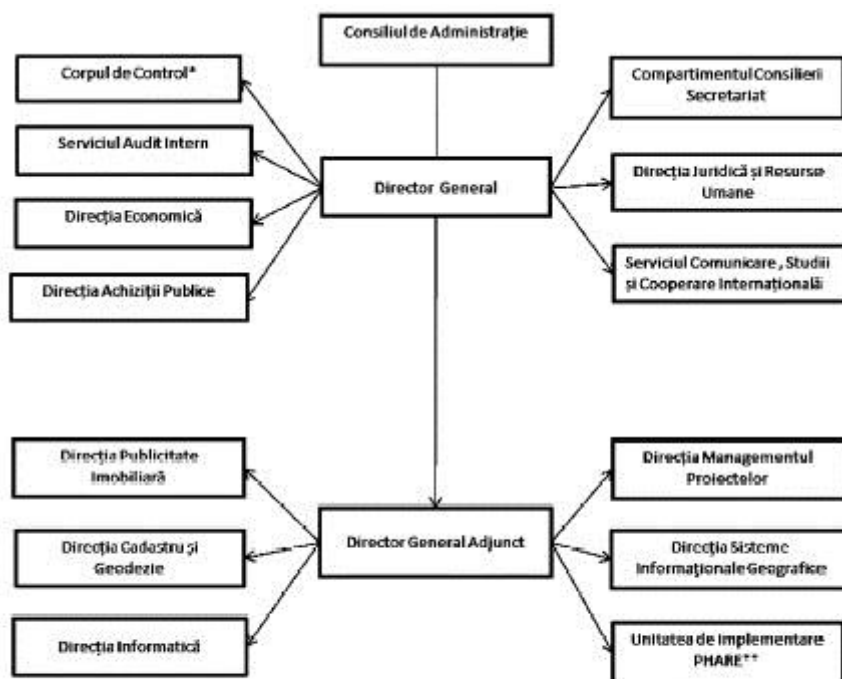 Consiliul de Administrație
Corpul de Control*
Compartimentul Consilieri
Secretariat
Serviciul Audit Intern
Director General
Direcția Juridică și Resurse
Umane
Direcția Economică
Serviciul Comunicare , Studii
și Cooperare Internațională
Direcția Achiziții Publice
Direcția Publicitate
Imobiliară
Direcția Managementul
Proiectelor
Direcția Cadastru și
Geodezie
Director General Adjunct
Direcția Sisteme
Informaționale Geografice
Direcția Informatică
Unitatea de Implementare
PHARE**